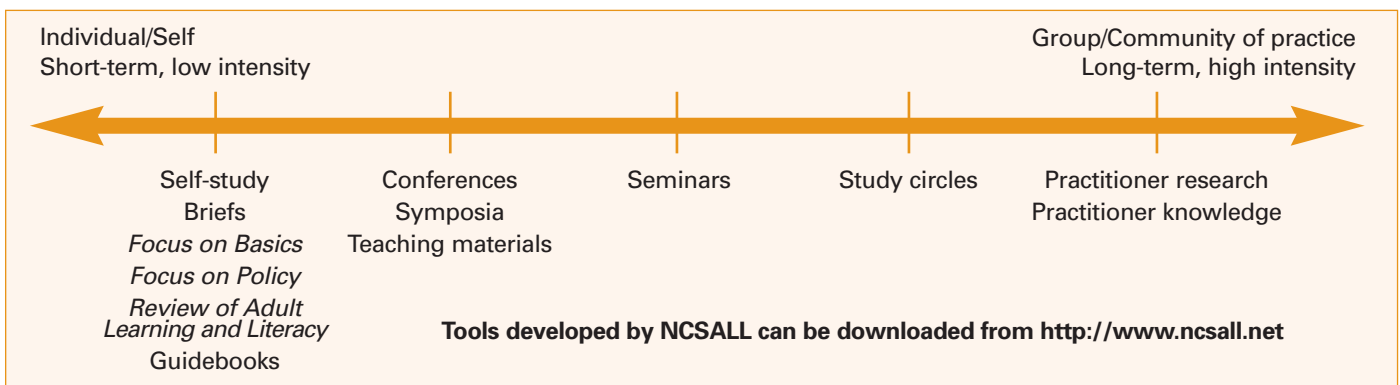 Individual/Self
Short-term, low intensity
Group/Community of practice
Long-term, high intensity
Self-study
Briefs
Focus on Basics
Focus on Policy
Review of Adult
Learning and Literacy
Guidebooks
Conferences
Symposia
Teaching materials
Seminars
Study circles
Practitioner research
Practitioner knowledge
Tools developed by NCSALL can be downloaded from http://www.ncsall.net